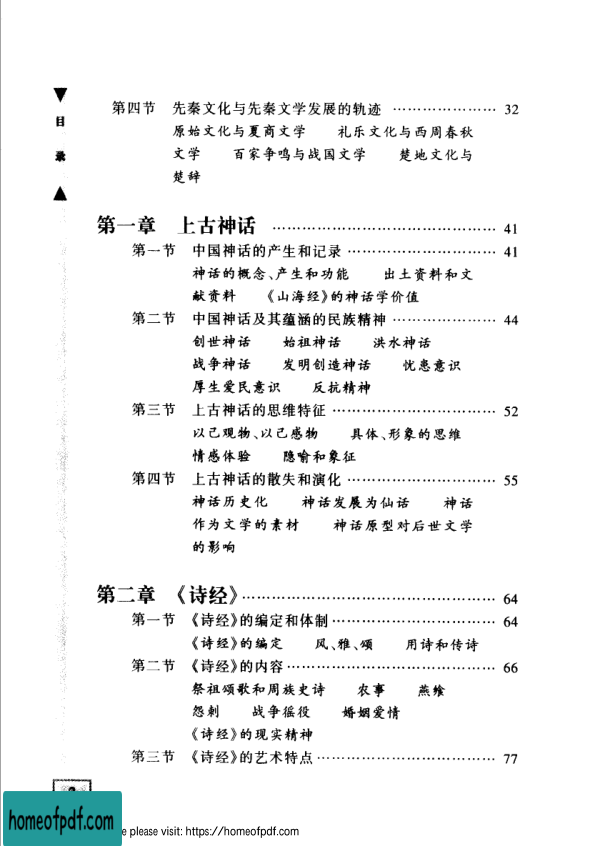 目
录
第四节 先秦文化与先秦文学发展的轨迹 ………………… 32
原始文化与夏商文学 礼乐文化与西周春秋
文学 百家争鸣与战国文学 楚地文化与
楚辞
第一章 上古神话 …………………………………… 41
第一节 中国神话的产生和记录 ………………………… 41
神话的概念、产生和功能 出土资料和文
献资料 《山海经》的神话学价值
第二节 中国神话及其蕴涵的民族精神 ………………… 44
创世神话 始祖神话 洪水神话
战争神话 发明创造神话 忧患意识
厚生爱民意识 反抗精神
第三节 上古神话的思维特征 …………………………… 52
以己观物、以己感物 具体、形象的思维
情感体验 隐喻和象征
第四节 上古神话的散失和演化 ………………………… 55
神话历史化 神话发展为仙话 神话
作为文学的素材 神话原型对后世文学
的影响
第二章 《诗经》 ……………………………………… 64
第一节 《诗经》的编定和体制 ………………………… 64
《诗经》的编定 风、雅、颂 用诗和传诗
第二节 《诗经》的内容 ………………………………… 66
祭祖颂歌和周族史诗 农事 燕飨
怨刺 战争徭役 婚姻爱情
《诗经》的现实精神
第三节 《诗经》的艺术特点 …………………………… 77
homeofpdf.com
please visit: https://homeofpdf.com